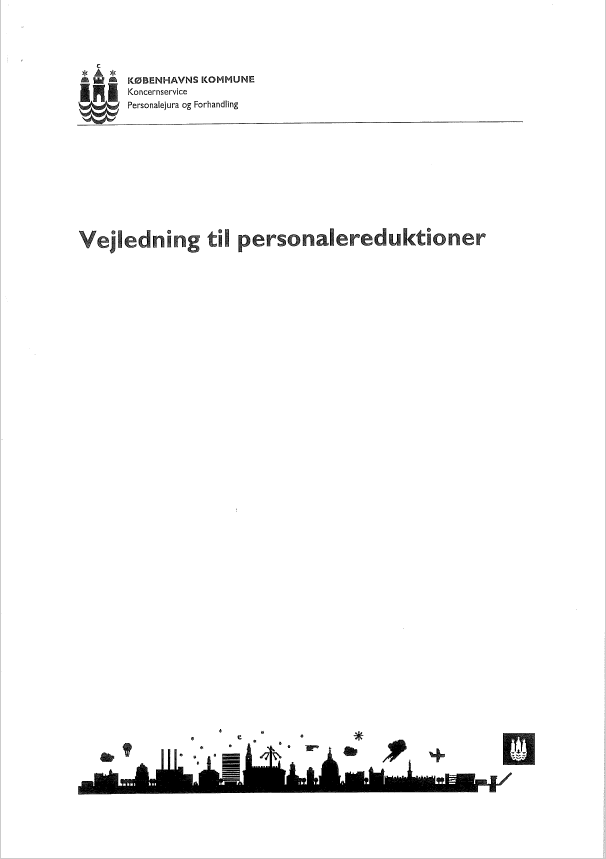 KØBENHAVNS KOMMUNE
Koncernservice
Personalejura og Forhandling
Vejledning til personalereduktioner